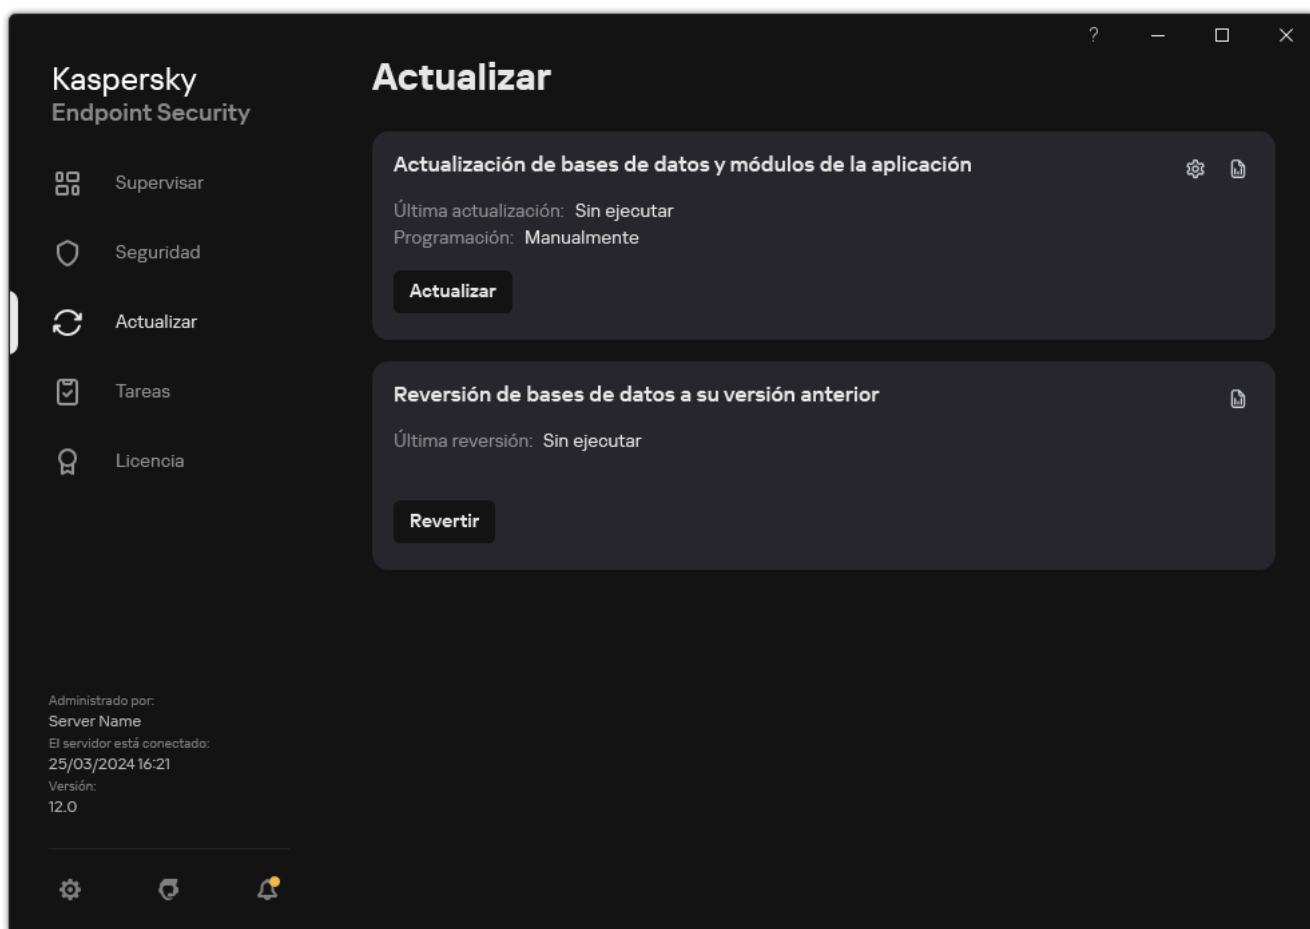 ?
Kaspersky
Endpoint Security
Supervisar
Seguridad
Actualizar
Tareas
Licencia
Administrado por:
Server Name
El servidor está conectado:
25/03/2024 16:21
Versión:
12.0
Actualizar
Actualización de bases de datos y módulos de la aplicación
Última actualización: Sin ejecutar
Programación: Manualmente
Actualizar
Reversión de bases de datos a su versión anterior
Última reversión: Sin ejecutar
Revertir